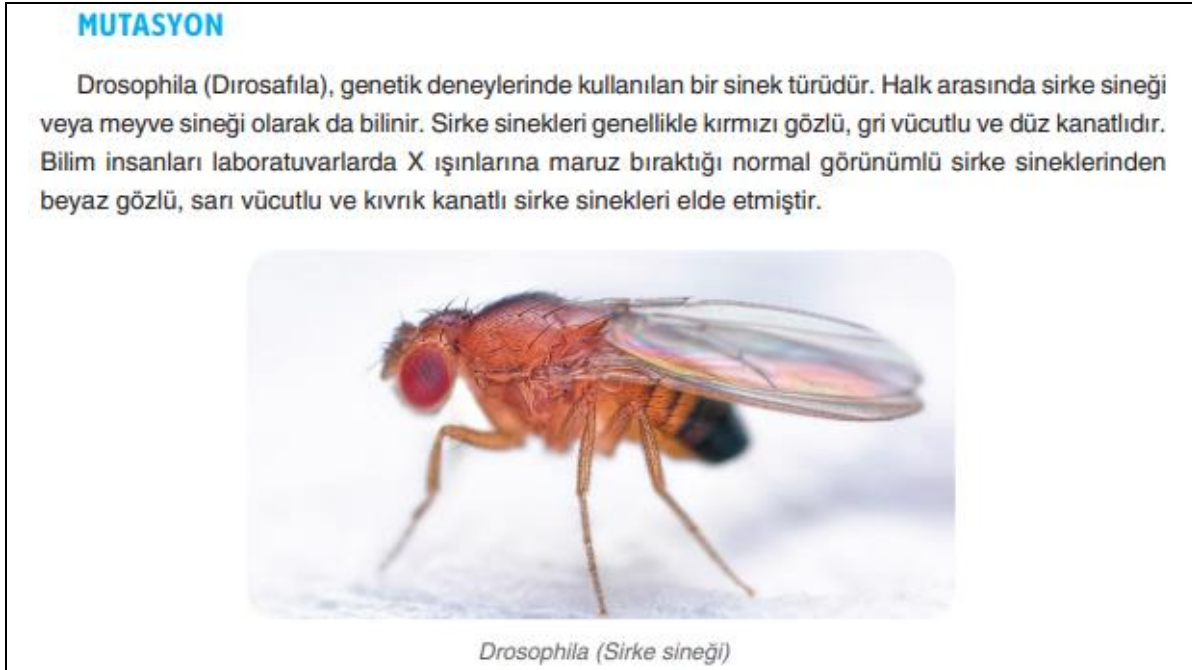 MUTASYON
Drosophila (Dırosafıla), genetik deneylerinde kullanılan bir sinek türüdür. Halk arasında sirke sineği
veya meyve sineği olarak da bilinir. Sirke sinekleri genellikle kırmızı gözlü, gri vücutlu ve düz kanatlıdır.
Bilim insanları laboratuvarlarda X ışınlarına maruz bıraktığı normal görünümlü sirke sineklerinden
beyaz gözlü, sarı vücutlu ve kıvrık kanatlı sirke sinekleri elde etmiştir.
Drosophila (Sirke sineği)